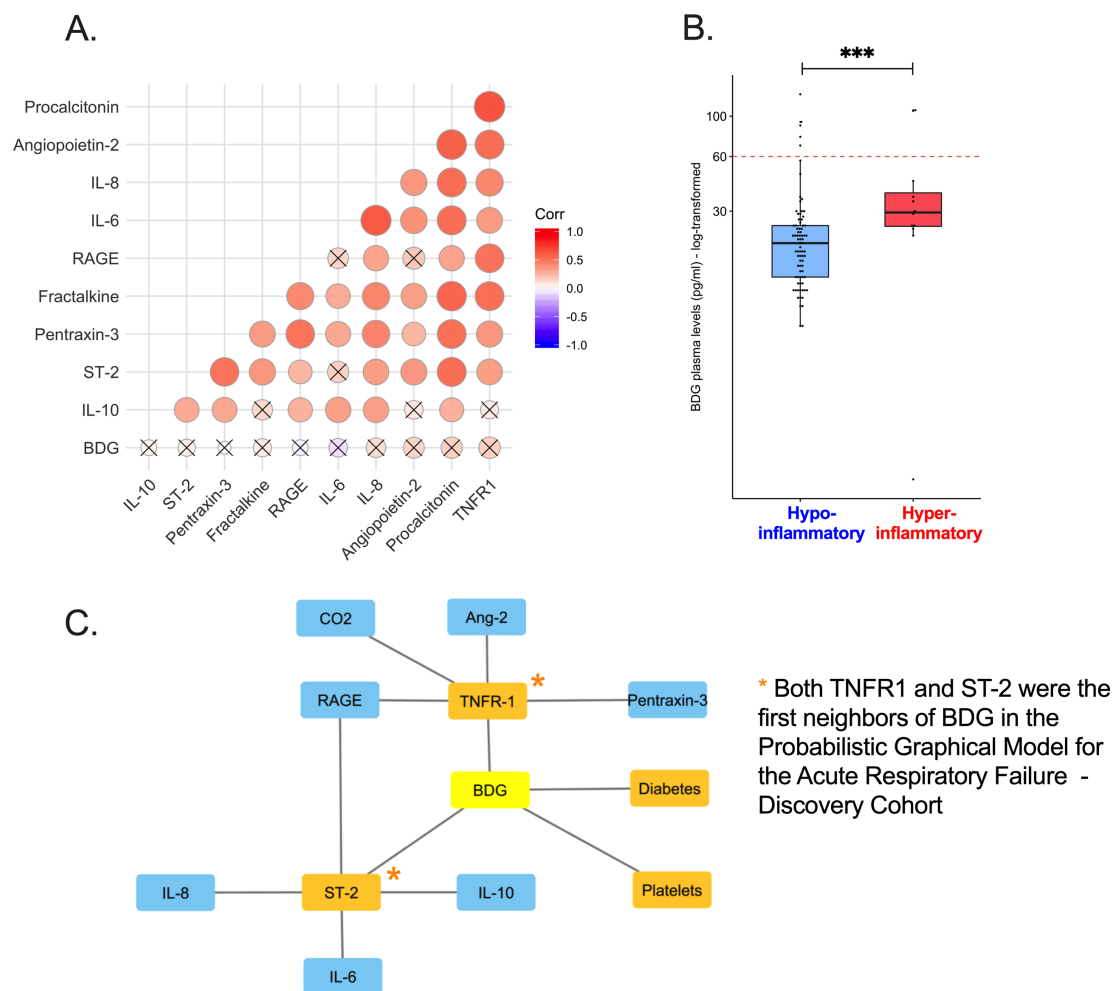 A.
Procalcitonin
Angiopoietin-2
IL-8
IL-6
RAGE
Fractalkine
Pentraxin-3
ST-2
IL-10
BDG
IL-10
ST-2
Pentraxin-3
Fractalkine
RAGE
IL-6
IL-8
Angiopoietin-2
Procalcitonin
TNFR1
Corr
1.0
0.5
0.0
-0.5
-1.0
B.
***
BDG plasma levels (pg/ml) - log-transformed
100
60
30
Hypo-
inflammatory
Hyper-
inflammatory
C.
CO2
Ang-2
RAGE
TNFR-1
*
Pentraxin-3
BDG
Diabetes
IL-8
ST-2
*
IL-10
Platelets
IL-6
* Both TNFR1 and ST-2 were the
first neighbors of BDG in the
Probabilistic Graphical Model for
the Acute Respiratory Failure -
Discovery Cohort